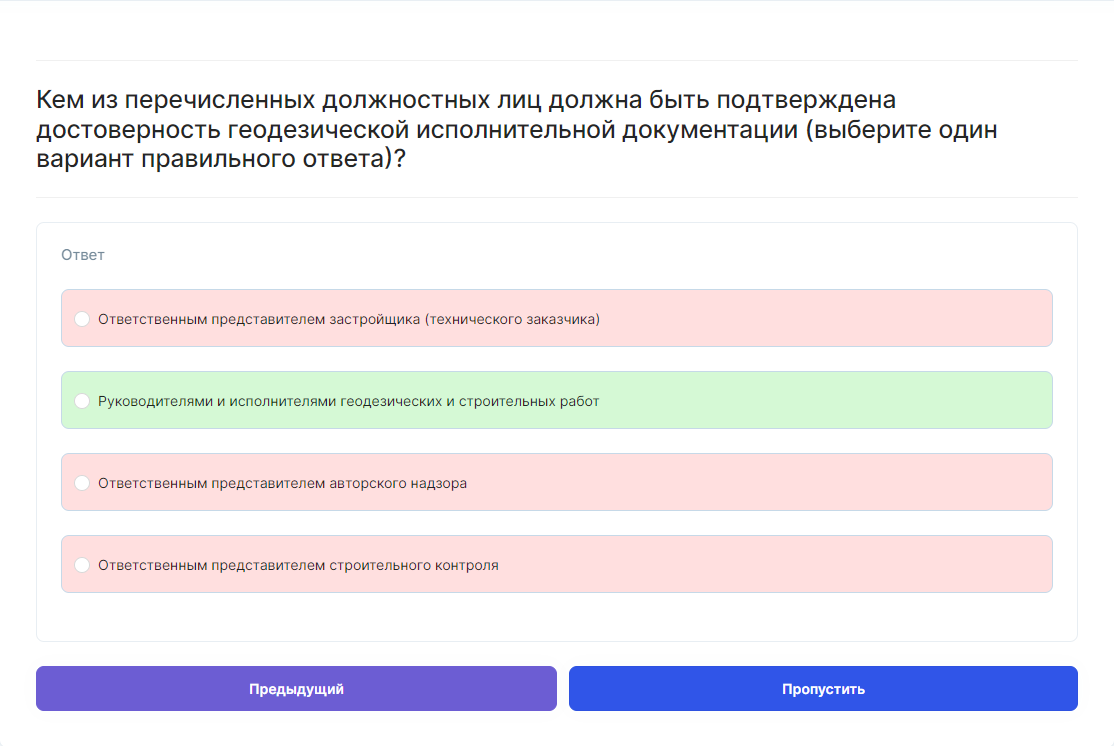 Кем из перечисленных должностных лиц должна быть подтверждена
достоверность геодезической исполнительной документации (выберите один
вариант правильного ответа)?
Ответ
Ответственным представителем застройщика (технического заказчика)
Руководителями и исполнителями геодезических и строительных работ
Ответственным представителем авторского надзора
Ответственным представителем строительного контроля
Предыдущий
Пропустить